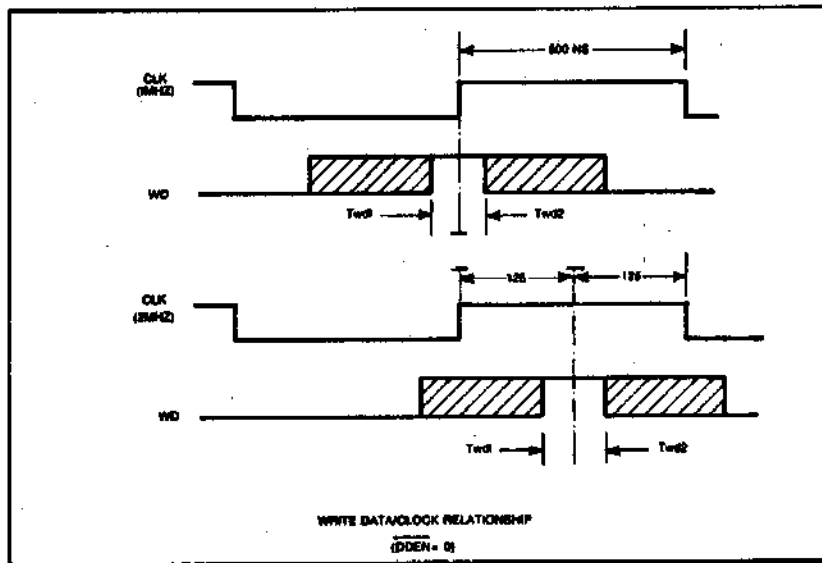 500 NS
CLK
(1MHZ)
WD
Twd1
Twd2
125
125
CLK
(2MHZ)
WD
Twd1
Twd2
WRITE DATA/CLOCK RELATIONSHIP
(DDEN = 0)